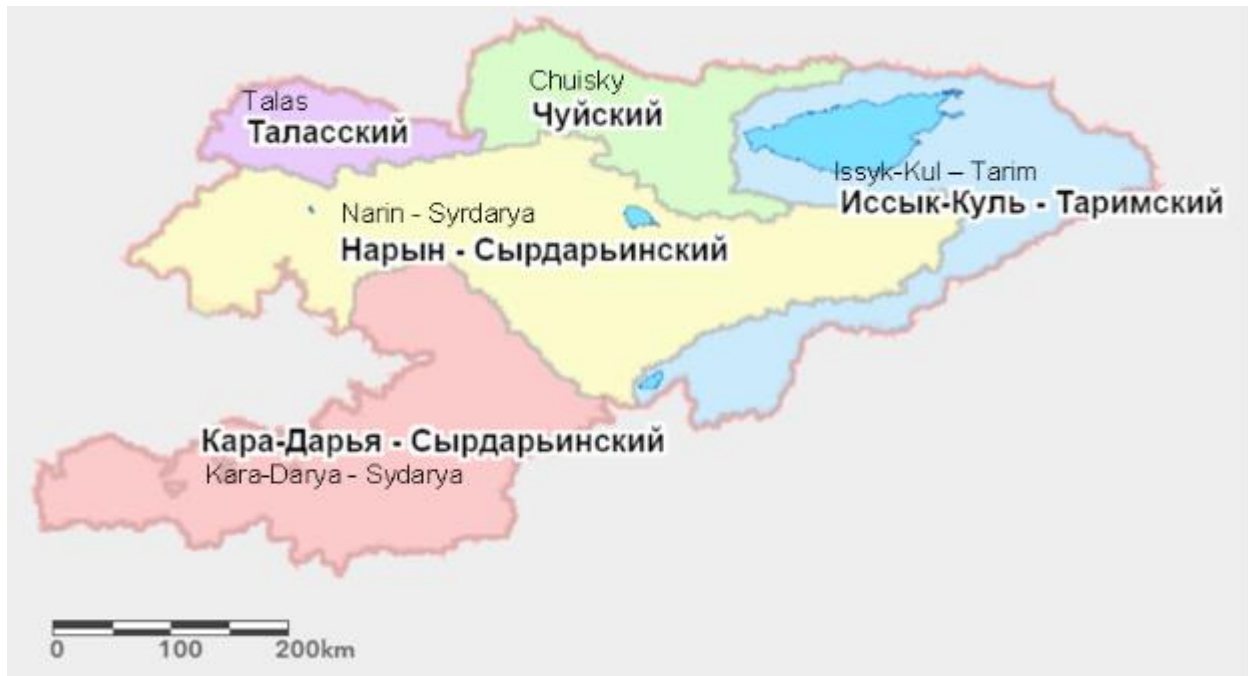 Chuisky
Чуйский
Talas
Таласский
Issyk-Kul – Tarim
Иссык-Куль - Таримский
Narin - Syrdarya
Нарын - Сырдарьинский
Кара-Дарья - Сырдарьинский
Kara-Darya - Sydarya
0 100 200km